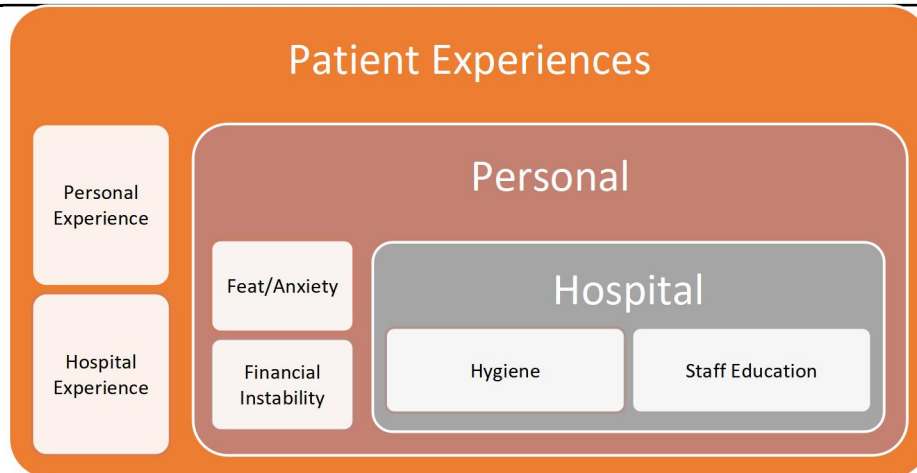 Patient Experiences
Personal
Experience
Hospital
Experience
Personal
Feat/Anxiety
Financial
Instability
Hospital
Hygiene
Staff Education